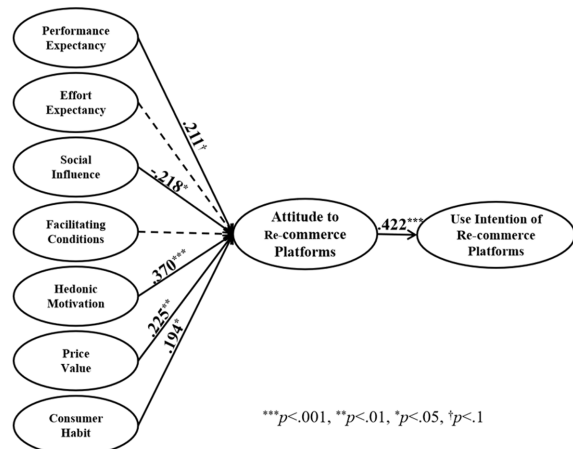 Performance
Expectancy
Effort
Expectancy
Social
Influence
Facilitating
Conditions
Hedonic
Motivation
Price
Value
Consumer
Habit
.211†
-.218*
.370***
.225**
.194*
Attitude to
Re-commerce
Platforms
.422***
Use Intention of
Re-commerce
Platforms
***p<.001, **p<.01, *p<.05, †p<.1